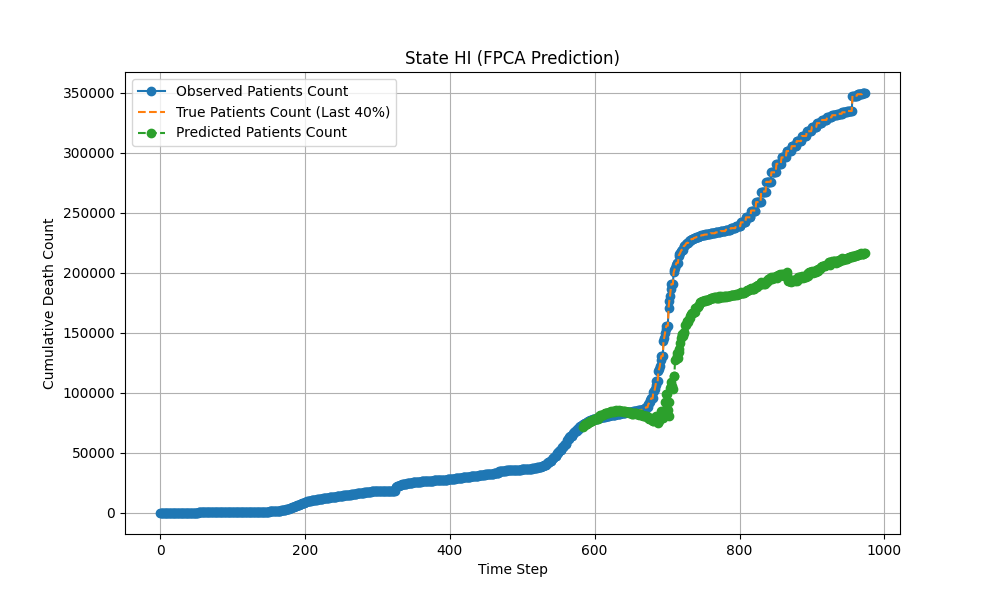 State HI (FPCA Prediction)
Observed Patients Count
True Patients Count (Last 40%)
Predicted Patients Count
Cumulative Death Count
350000
300000
250000
200000
150000
100000
50000
0
0 200 400 600 800 1000
Time Step